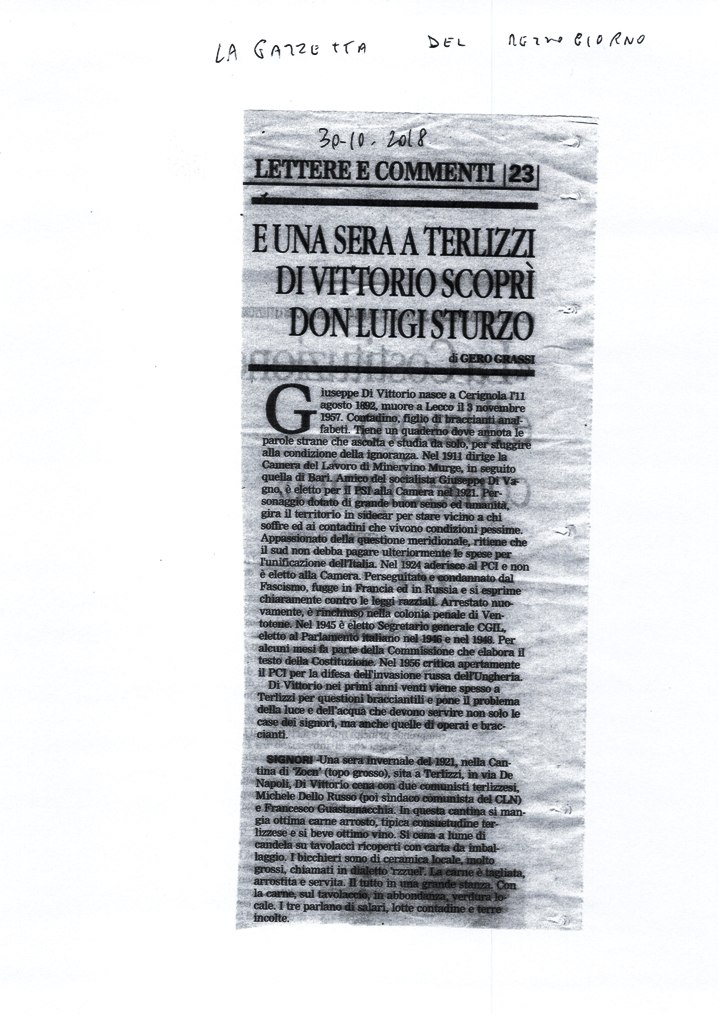 LA GAZZETTA DEL MEZZOGIORNO
30-10-2018
LETTERE E COMMENTI |23|
E UNA SERA A TERLIZZI
DI VITTORIO SCOPRÌ
DON LUIGI STURZO
di GERO GRASSI
Giuseppe Di Vittorio nasce a Cerignola l'11
agosto 1892, muore a Lecco il 3 novembre
1957. Contadino, figlio di braccianti anal-
fabeti. Tiene un quaderno dove annota le
parole strane che ascolta e studia da solo, per sfuggire
alla condizione della ignoranza. Nel 1911 dirige la
Camera del Lavoro di Minervino Murge, in seguito
quella di Bari. Amico del socialista Giuseppe Di Va-
gno, è eletto per il PSI alla Camera nel 1921. Per-
sonaggio dotato di grande buon senso ed umanità,
gira il territorio in sidecar per stare vicino a chi
soffre ed ai contadini che vivono condizioni pessime.
Appassionato della questione meridionale, ritiene che
il sud non debba pagare ulteriormente le spese per
l'unificazione dell'Italia. Nel 1924 aderisce al PCI e non
è eletto alla Camera. Perseguitato e condannato dal
Fascismo, fugge in Francia ed in Russia e si esprime
chiaramente contro le leggi razziali. Arrestato nuo-
vamente, è rinchiuso nella colonia penale di Ven-
totene. Nel 1945 è eletto Segretario generale CGIL,
eletto al Parlamento italiano nel 1946 e nel 1948. Per
alcuni mesi fa parte della Commissione che elabora il
testo della Costituzione. Nel 1956 critica apertamente
il PCI per la difesa dell'invasione russa dell'Ungheria.
Di Vittorio nei primi anni venti viene spesso a
Terlizzi per questioni bracciantili e pone il problema
della luce e dell'acqua che devono servire non solo le
case dei signori, ma anche quelle di operai e brac-
cianti.
SIGNORI -Una sera invernale del 1921, nella Can-
tina di 'Zoen' (topo grosso), sita a Terlizzi, in via De
Napoli, Di Vittorio cena con due comunisti terlizzesi,
Michele Dello Russo (poi sindaco comunista del CLN)
e Francesco Guastamacchia. In questa cantina si man-
gia ottima carne arrosto, tipica consuetudine ter-
lizzese e si beve ottimo vino. Si cena a lume di
candela su tavolacci ricoperti con carta da imbal-
laggio. I bicchieri sono di ceramica locale, molto
grossi, chiamati in dialetto 'rzzuel'. La carne è tagliata,
arrostita e servita. Il tutto in una grande stanza. Con
la carne, sul tavolaccio, in abbondanza, verdura lo-
cale. I tre parlano di salari, lotte contadine e terre
incolte.